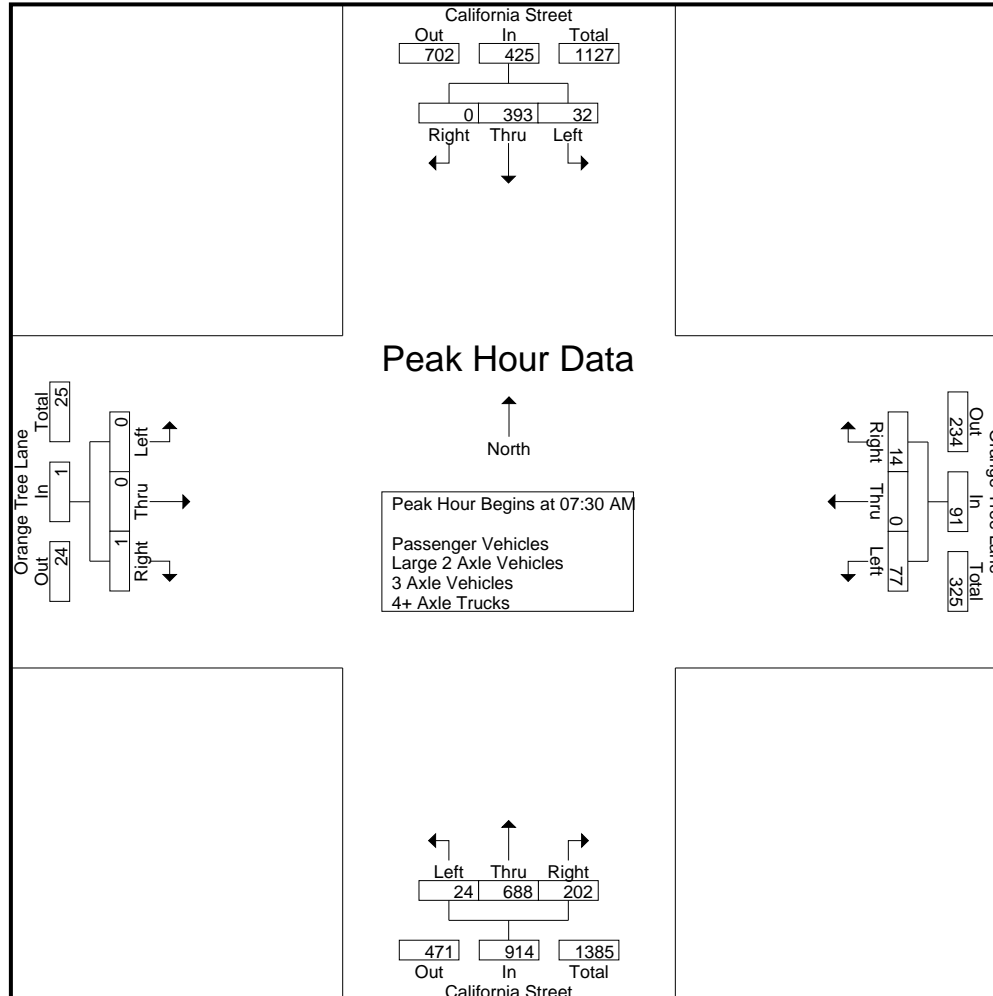 California Street
Out In Total
702 425 1127
0 393 32
Right Thru Left
Peak Hour Data
North
Peak Hour Begins at 07:30 AM
Passenger Vehicles
Large 2 Axle Vehicles
3 Axle Vehicles
4+ Axle Trucks
Orange Tree Lane
Out In Total
24 1 25
Left Thru Right
0 0 1
Orange Tree Lane
Out In Total
234 91 325
14 0 77
Right Thru Left
Left Thru Right
24 688 202
471 914 1385
Out In Total
California Street